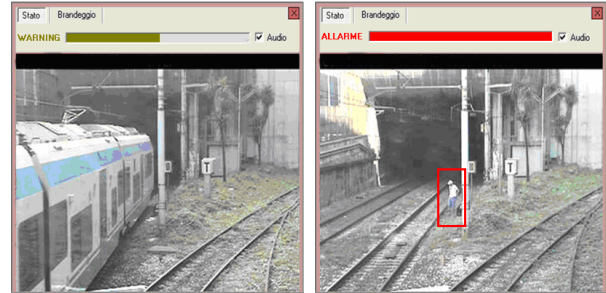 Stato Brandeggio
WARNING Audio
T
Stato Brandeggio
ALLARME Audio
T